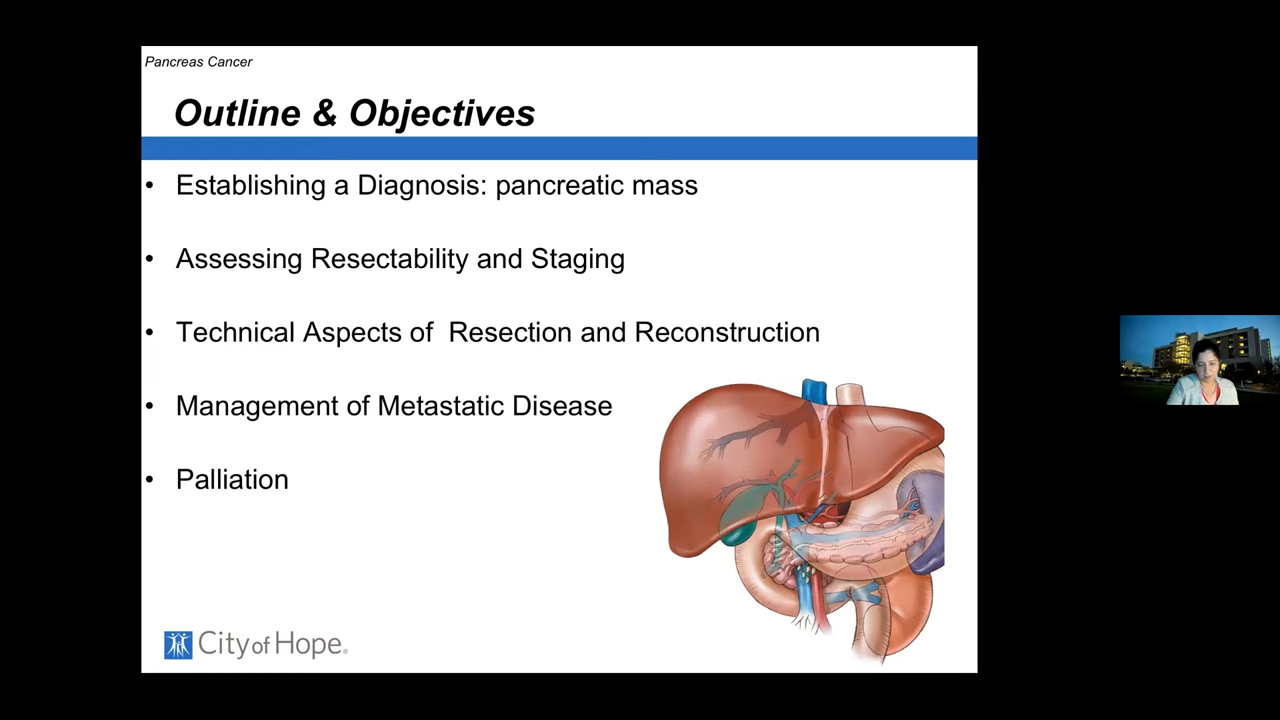 Pancreas Cancer
Outline & Objectives
• Establishing a Diagnosis: pancreatic mass
• Assessing Resectability and Staging
• Technical Aspects of  Resection and Reconstruction
• Management of Metastatic Disease
• Palliation
City of Hope®